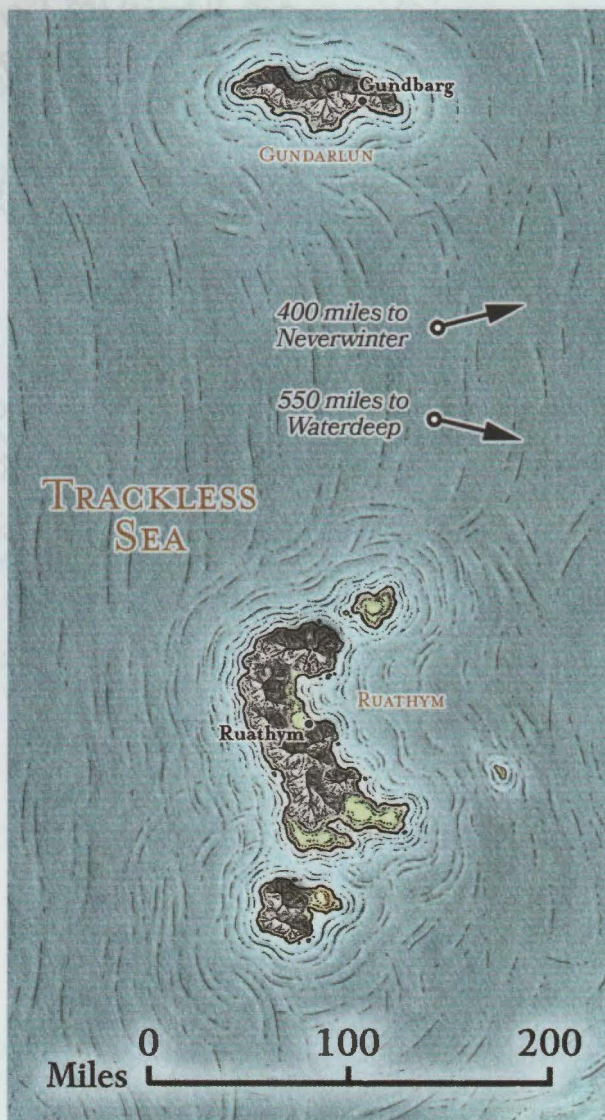 Gundbarg
GUNDARLUN
400 miles to
Neverwinter
550 miles to
Waterdeep
TRACKLESS
SEA
RUATHYM
Ruathym
0 100 200
Miles